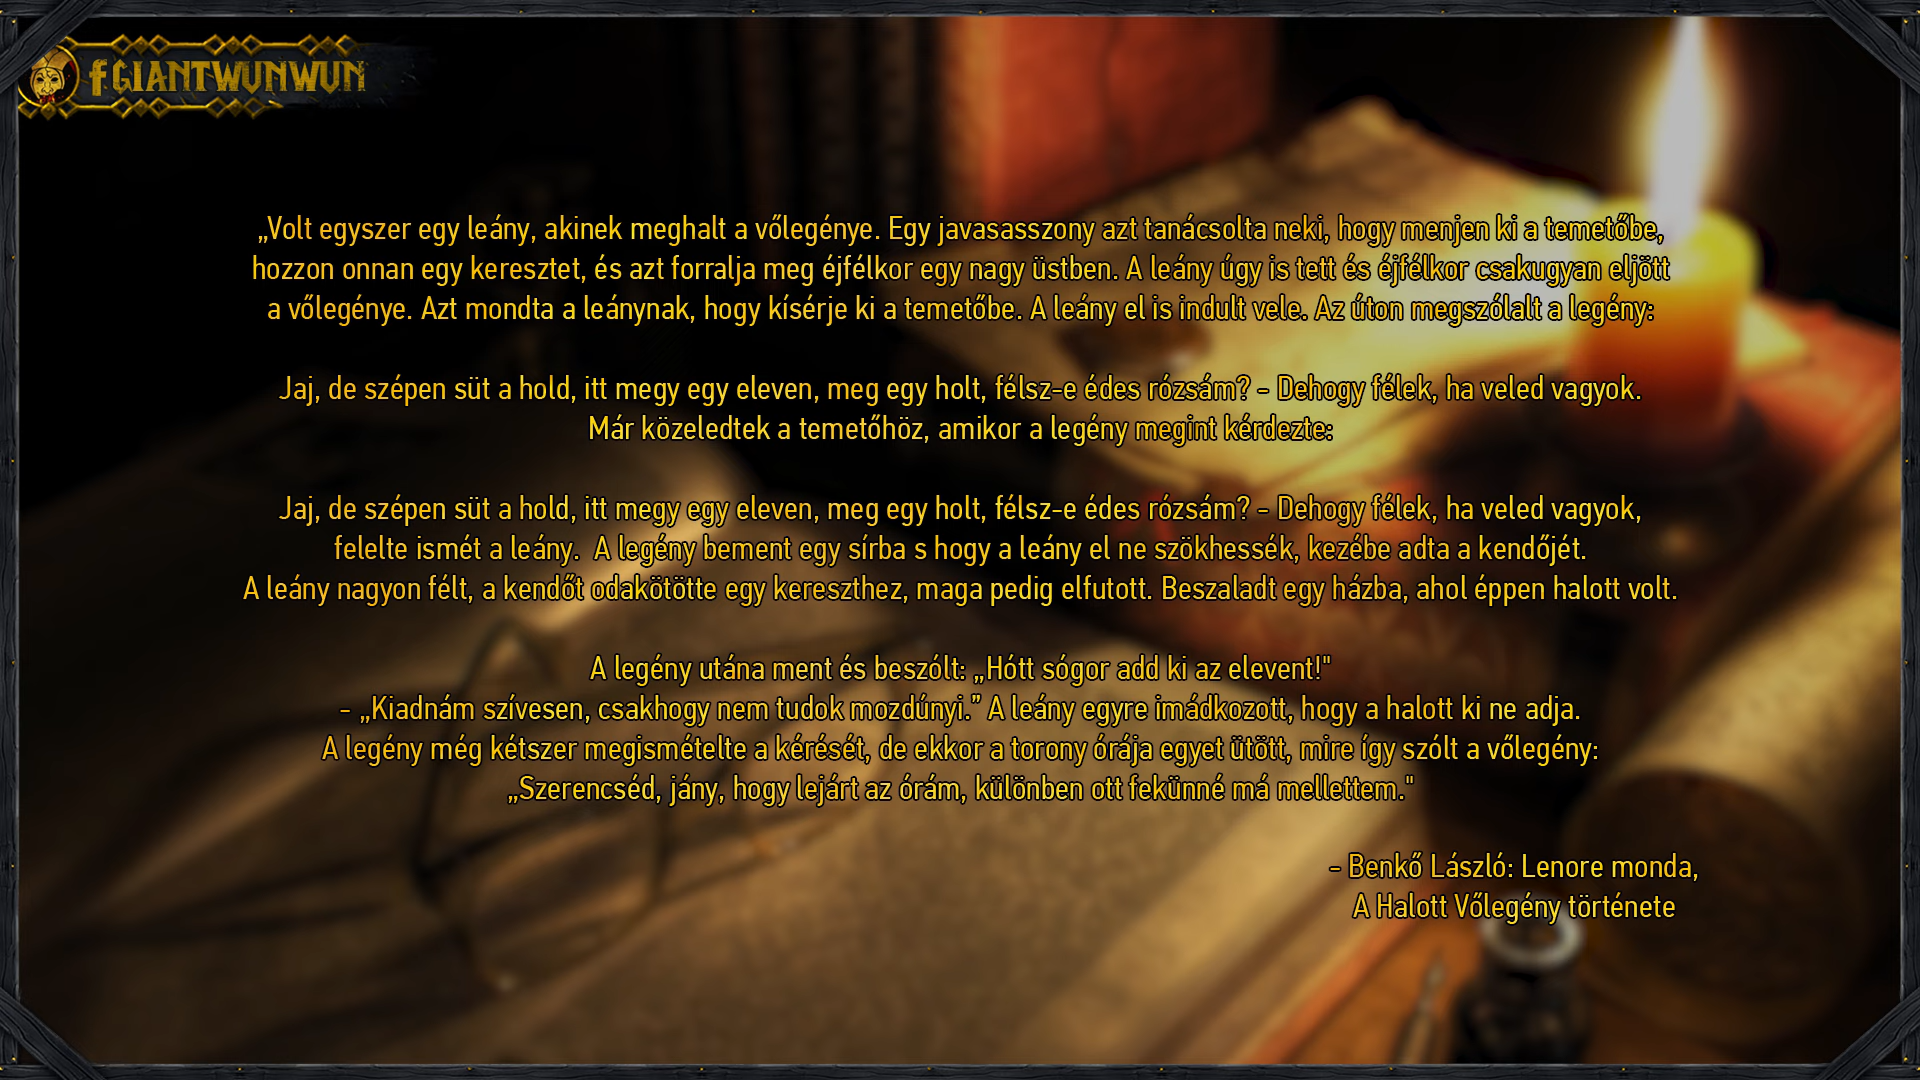 fGIANTWUNWUN
„Volt egyszer egy leány, akinek meghalt a vőlegénye. Egy javasasszony azt tanácsolta neki, hogy menjen ki a temetőbe,
hozzon onnan egy keresztet, és azt forralja meg éjfélkor egy nagy üstben. A leány úgy is tett és éjfélkor csakugyan eljött
a vőlegénye. Azt mondta a leánynak, hogy kísérje ki a temetőbe. A leány el is indult vele. Az úton megszólalt a legény:
Jaj, de szépen süt a hold, itt megy egy eleven, meg egy holt, félsz-e édes rózsám? - Dehogy félek, ha veled vagyok.
Már közeledtek a temetőhöz, amikor a legény megint kérdezte:
Jaj, de szépen süt a hold, itt megy egy eleven, meg egy holt, félsz-e édes rózsám? - Dehogy félek, ha veled vagyok,
felelte ismét a leány. A legény bement egy sírba s hogy a leány el ne szökhessék, kezébe adta a kendőjét.
A leány nagyon félt, a kendőt odakötötte egy kereszthez, maga pedig elfutott. Beszaladt egy házba, ahol éppen halott volt.
A legény utána ment és beszólt: „Hótt sógor add ki az elevent!"
- „Kiadnám szívesen, csakhogy nem tudok mozdúnyi.” A leány egyre imádkozott, hogy a halott ki ne adja.
A legény még kétszer megismételte a kérését, de ekkor a torony órája egyet ütött, mire így szólt a vőlegény:
„Szerencséd, jány, hogy lejárt az órám, különben ott fekünné má mellettem."
- Benkő László: Lenore monda,
A Halott Vőlegény története